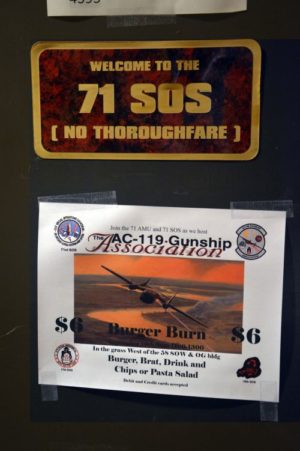 4995
WELCOME TO THE
71 SOS
[ NO THOROUGHFARE ]
Join the 71 AMU and 71 SOS as we host
The AC-119 Gunship
Association
$6 $6
Burger Burn
In the grass West of the 58 SOW & OG bldg
Burger, Brat, Drink and
Chips or Pasta Salad
Debit and Credit cards accepted